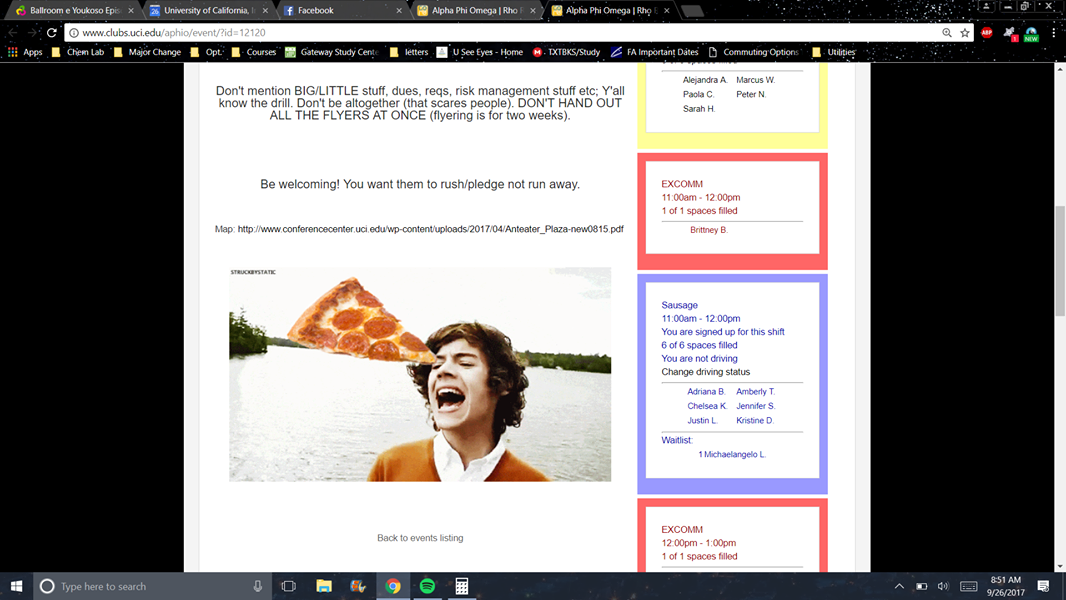 Ballroom e Youkoso Epis
University of California, I
Facebook
Alpha Phi Omega | Rho R
Alpha Phi Omega | Rho E
www.clubs.uci.edu/aphio/event/?id=12120
ABP
1
NEW
Apps
Chem Lab
Major Change
Opt.
Courses
Gateway Study Cente
letters
U See Eyes - Home
TXTBKS/Study
FA Important Dates
Commuting Options
Utilities
Don't mention BIG/LITTLE stuff, dues, reqs, risk management stuff etc; Y'all
know the drill. Don't be altogether (that scares people). DON'T HAND OUT
ALL THE FLYERS AT ONCE (flyering is for two weeks).
Be welcoming! You want them to rush/pledge not run away.
Map: http://www.conferencecenter.uci.edu/wp-content/uploads/2017/04/Anteater_Plaza-new0815.pdf
STRUCKBYSTATIC
Back to events listing
Alejandra A. Marcus W.
Paola C. Peter N.
Sarah H.
EXCOMM
11:00am - 12:00pm
1 of 1 spaces filled
Brittney B.
Sausage
11:00am - 12:00pm
You are signed up for this shift
6 of 6 spaces filled
You are not driving
Change driving status
Adriana B. Amberly T.
Chelsea K. Jennifer S.
Justin L. Kristine D.
Waitlist:
1 Michaelangelo L.
EXCOMM
12:00pm - 1:00pm
1 of 1 spaces filled
Type here to search
8:51 AM
9/26/2017